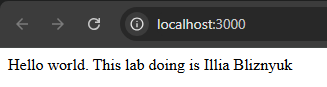 localhost:3000
Hello world. This lab doing is Illia Bliznyuk